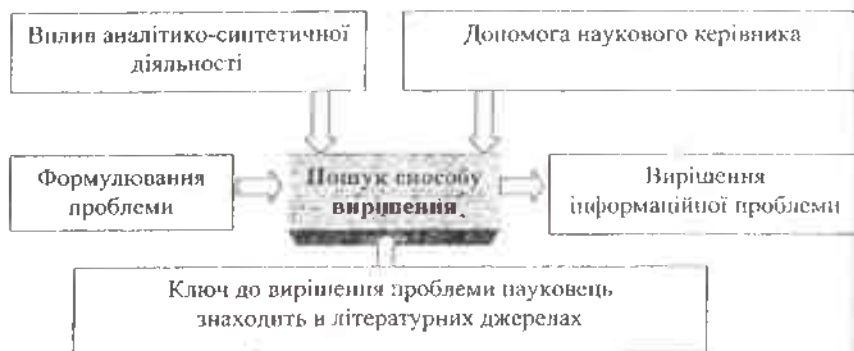 Вплив аналітико-синтетичної
діяльності
Допомога наукового керівника
Формулювання
проблеми
Пошук способу
вирішення
Вирішення
інформаційної проблеми
Ключ до вирішення проблеми науковець
знаходить в літературних джерелах